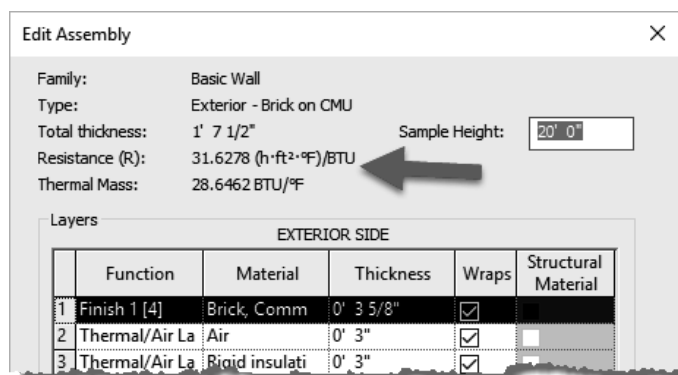 Edit Assembly
Family: Basic Wall
Type: Exterior - Brick on CMU
Total thickness: 1' 7 1/2" Sample Height: 20' 0"
Resistance (R): 31.6278 (h·ft²·°F)/BTU
Thermal Mass: 28.6462 BTU/°F
Layers
EXTERIOR SIDE
Function Material Thickness Wraps Structural Material
1 Finish 1 [4] Brick, Comm 0' 3 5/8"
2 Thermal/Air La Air 0' 3"
3 Thermal/Air La Rigid insulati 0' 3"